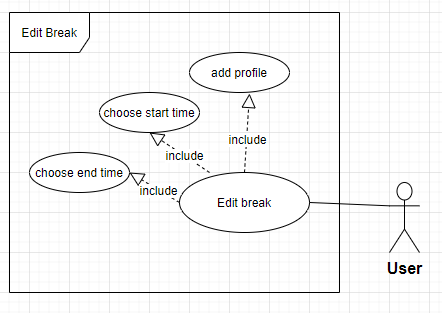 Edit Break
add profile
choose start time
include
include
choose end time
include
Edit break
User